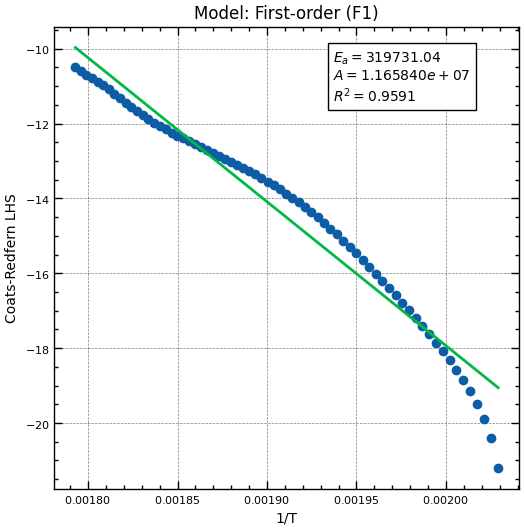 Model: First-order (F1)
E_a = 319731.04
A = 1.165840e + 07
R^2 = 0.9591
Coats-Redfern LHS
−10
−12
−14
−16
−18
−20
0.00180 0.00185 0.00190 0.00195 0.00200
1/T